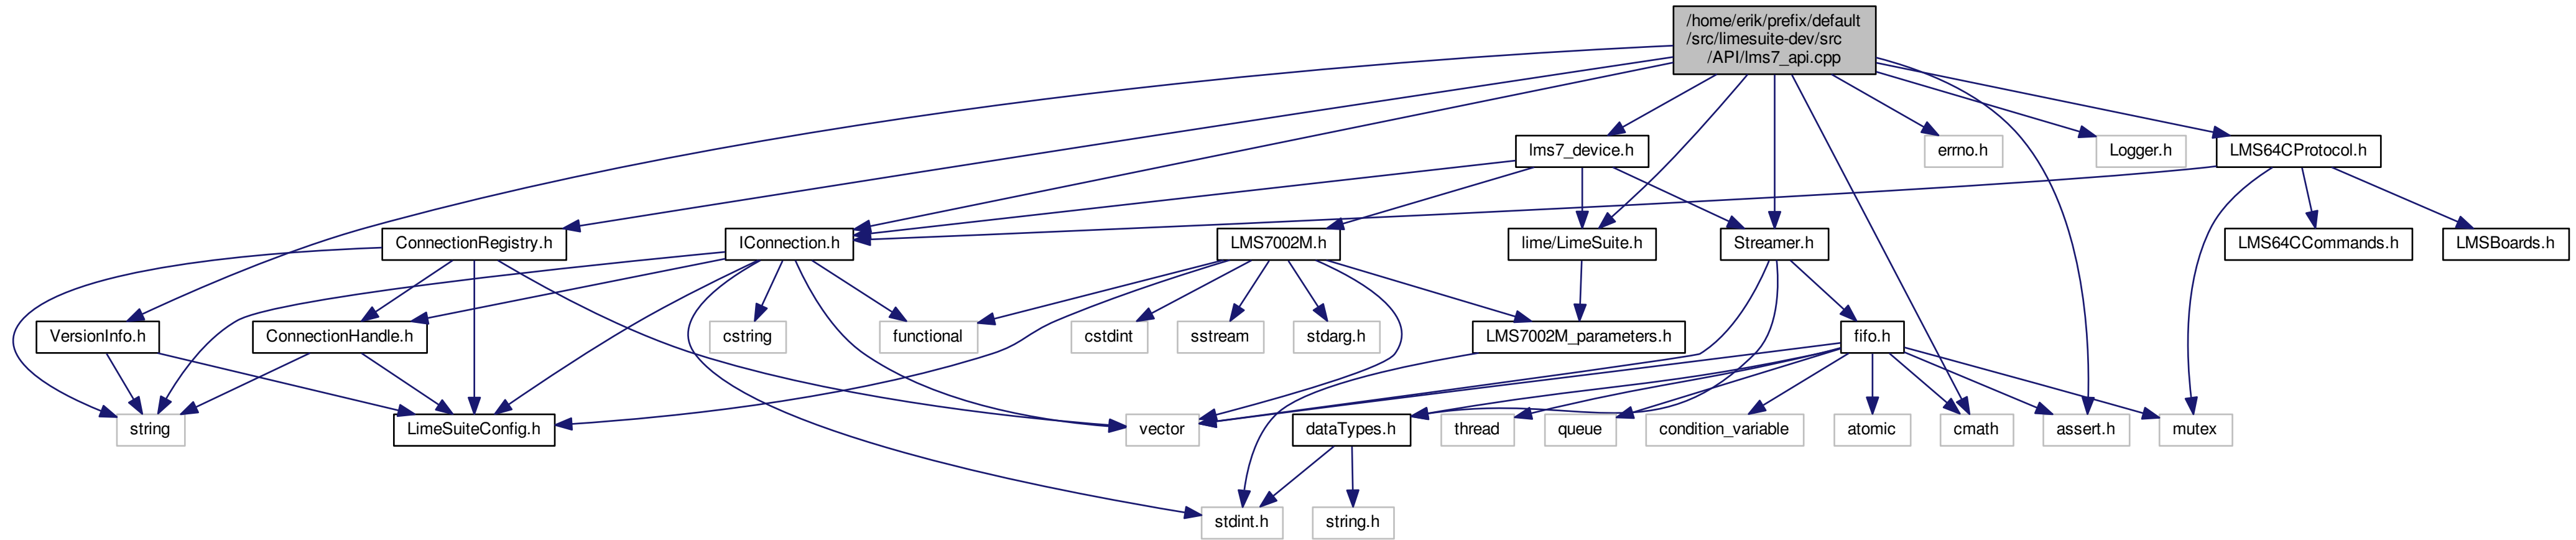 /home/erik/prefix/default
/src/limesuite-dev/src
/API/lms7_api.cpp
lms7_device.h
errno.h
Logger.h
LMS64CProtocol.h
ConnectionRegistry.h
IConnection.h
LMS7002M.h
lime/LimeSuite.h
Streamer.h
LMS64CCommands.h
LMSBoards.h
VersionInfo.h
ConnectionHandle.h
cstring
functional
cstdint
sstream
stdarg.h
LMS7002M_parameters.h
fifo.h
string
LimeSuiteConfig.h
vector
dataTypes.h
thread
queue
condition_variable
atomic
cmath
assert.h
mutex
stdint.h
string.h